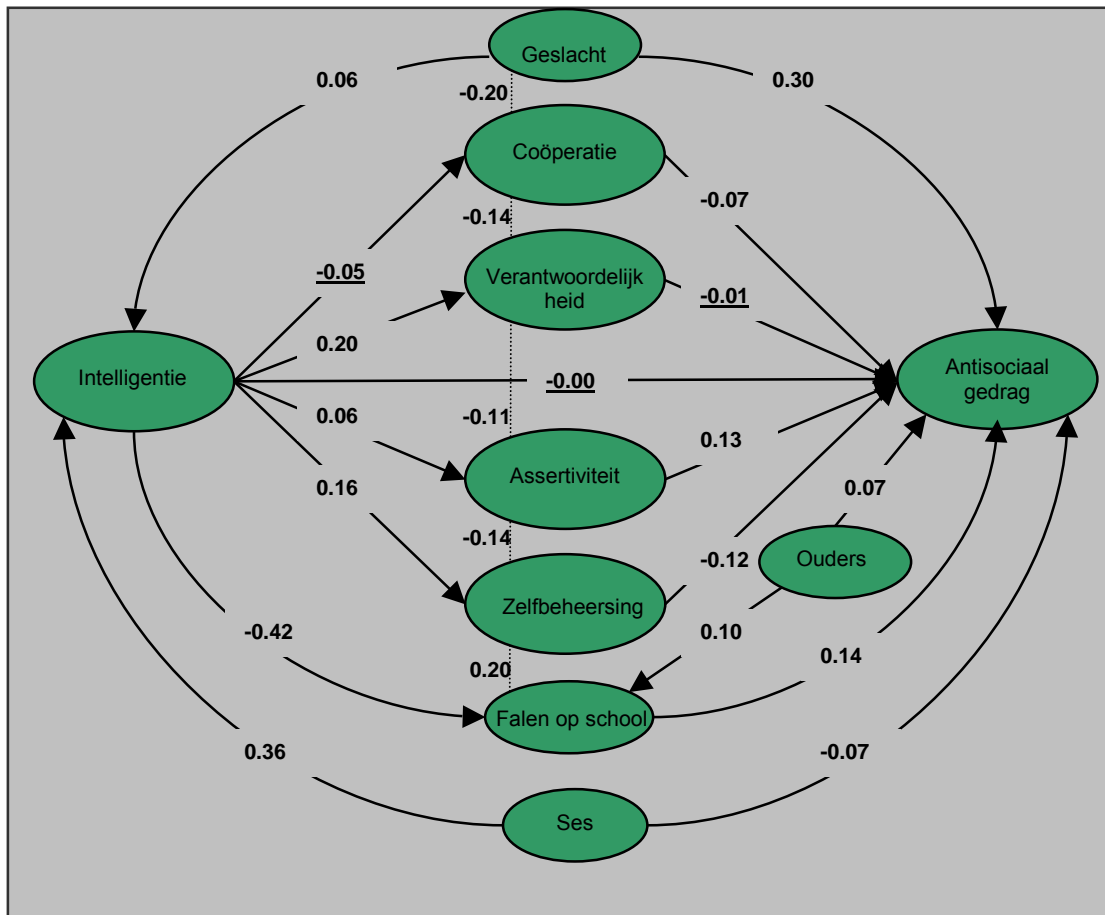 Geslacht
0.06
0.30
-0.20
Coöperatie
-0.07
-0.14
-0.05
Verantwoordelijk
heid
-0.01
0.20
Intelligentie
-0.00
Antisociaal
gedrag
0.06
-0.11
0.13
0.16
Assertiviteit
0.07
-0.14
-0.12
Ouders
Zelfbeheersing
-0.42
0.10
0.14
0.20
Falen op school
0.36
-0.07
Ses